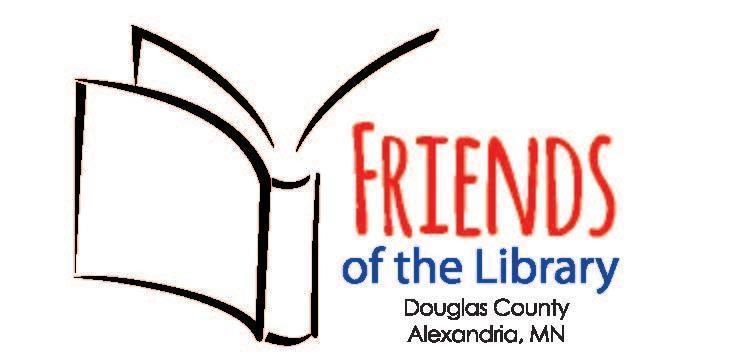 FRIENDS
of the Library
Douglas County
Alexandria, MN